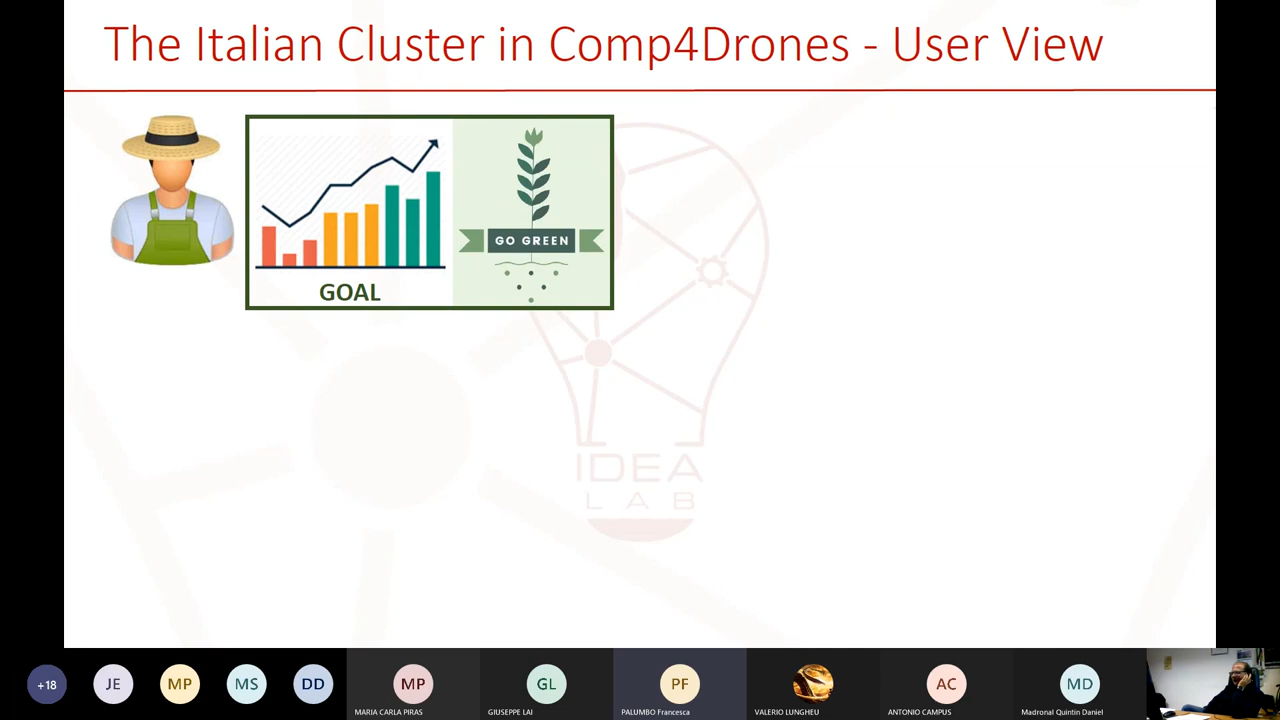 The Italian Cluster in Comp4Drones - User View
GO GREEN
GOAL
IDEA
LAB
+18
JE
MP
MS
DD
MP
GL
PF
AC
MD
MARIA CARLA PIRAS
GIUSEPPE LAI
PALUMBO Francesca
VALERIO LUNGHEU
ANTONIO CAMPUS
Madronal Quintin Daniel